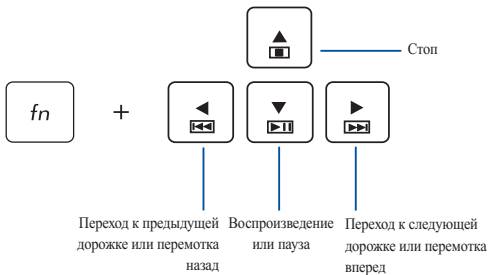 Стоп
fn +
Переход к предыдущей
дорожке или перемотка
назад
Воспроизведение
или пауза
Переход к следующей
дорожке или перемотка
вперед